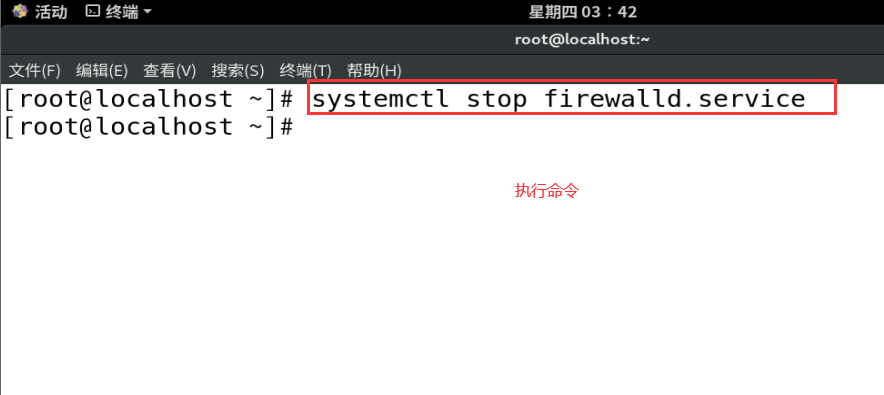 活动 终端 星期四 03：42
root@localhost:~
文件(F) 编辑(E) 查看(V) 搜索(S) 终端(T) 帮助(H)
[root@localhost ~]# systemctl stop firewalld.service
[root@localhost ~]#
执行命令